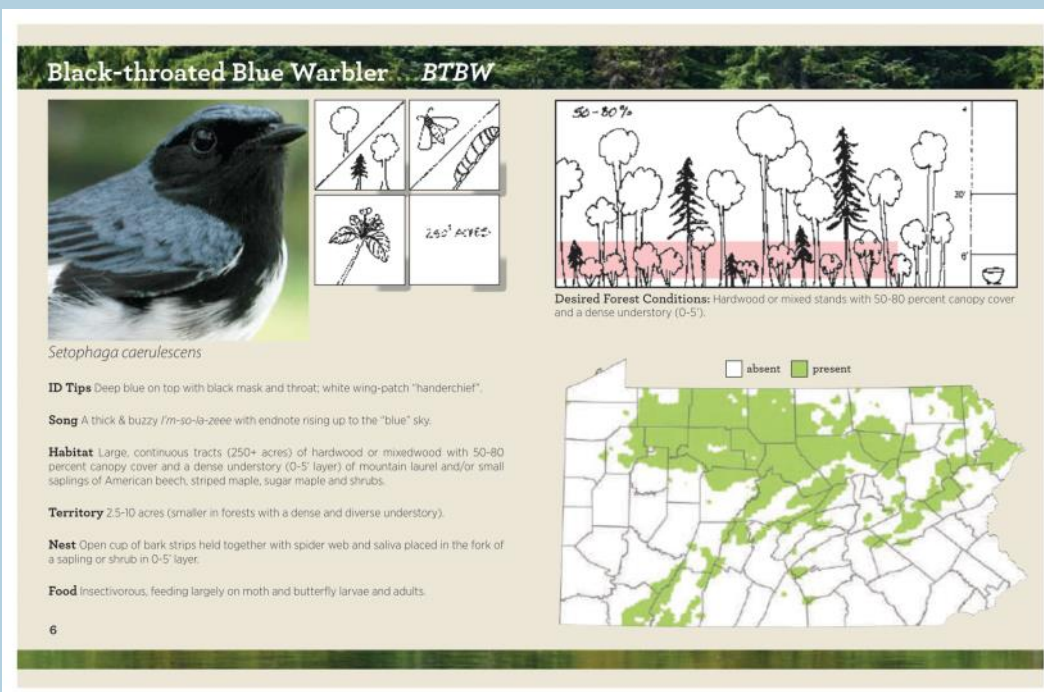 Black-throated Blue Warbler....BTBW
Setophaga caerulescens
ID Tips Deep blue on top with black mask and throat; white wing-patch "handerchief".
Song A thick & buzzy I'm-so-la-zeee with endnote rising up to the "blue" sky.
Habitat Large, continuous tracts (250+ acres) of hardwood or mixedwood with 50-80
percent canopy cover and a dense understory (0-5' layer) of mountain laurel and/or small
saplings of American beech, striped maple, sugar maple and shrubs.
Territory 2.5-10 acres (smaller in forests with a dense and diverse understory).
Nest Open cup of bark strips held together with spider web and saliva placed in the fork of
a sapling or shrub in 0-5' layer.
Food Insectivorous, feeding largely on moth and butterfly larvae and adults.
6
250+ ACRES
50-80%
30'
6'
Desired Forest Conditions: Hardwood or mixed stands with 50-80 percent canopy cover
and a dense understory (0-5').
absent present